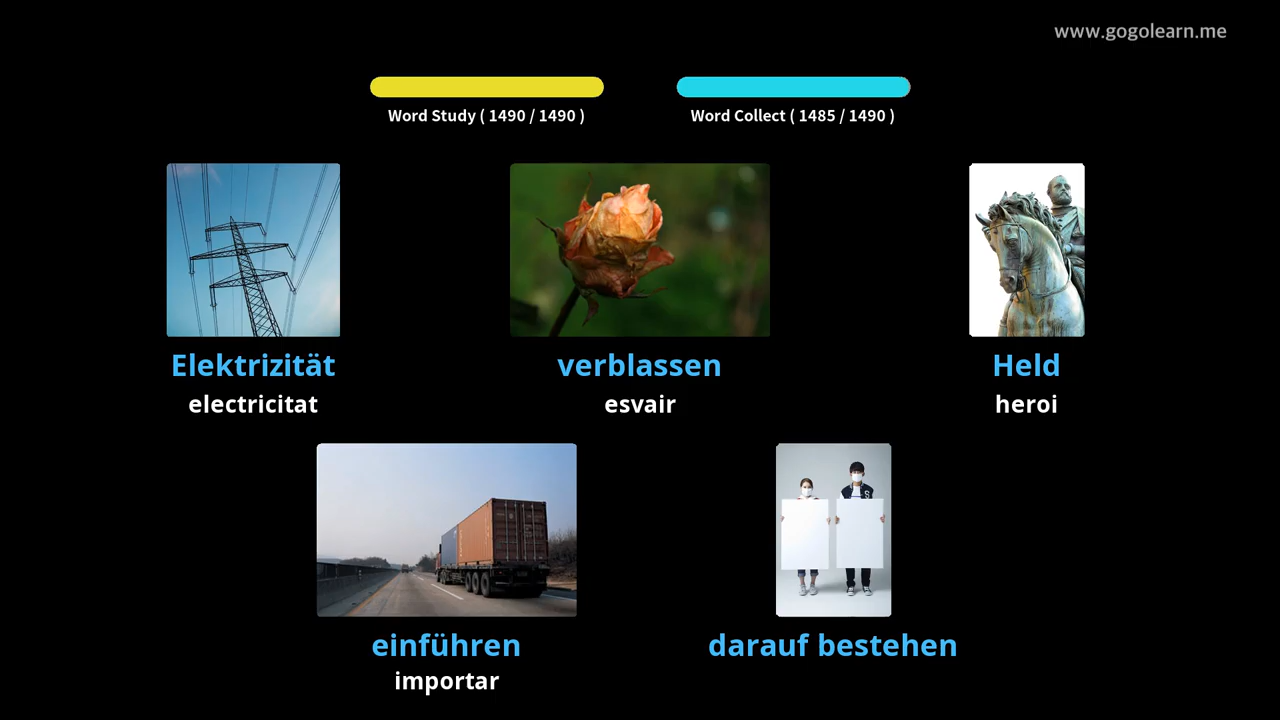 www.gogolearn.me
Word Study ( 1490 / 1490 )
Word Collect ( 1485 / 1490 )
Elektrizität
electricitat
verblassen
esvair
Held
heroi
einführen
importar
darauf bestehen